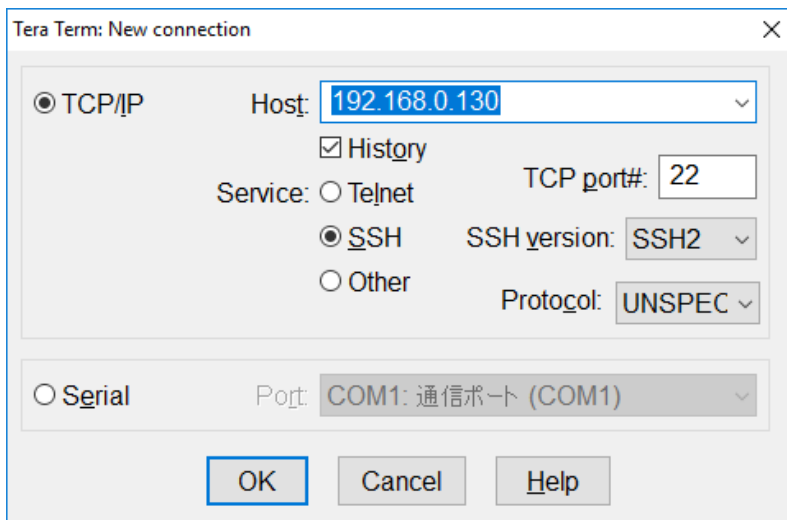 Tera Term: New connection
TCP/IP Host: 192.168.0.130
History
Service: Telnet TCP port#: 22
SSH SSH version: SSH2
Other
Protocol: UNSPEC
Serial Port: COM1: 通信ポート (COM1)
OK Cancel Help